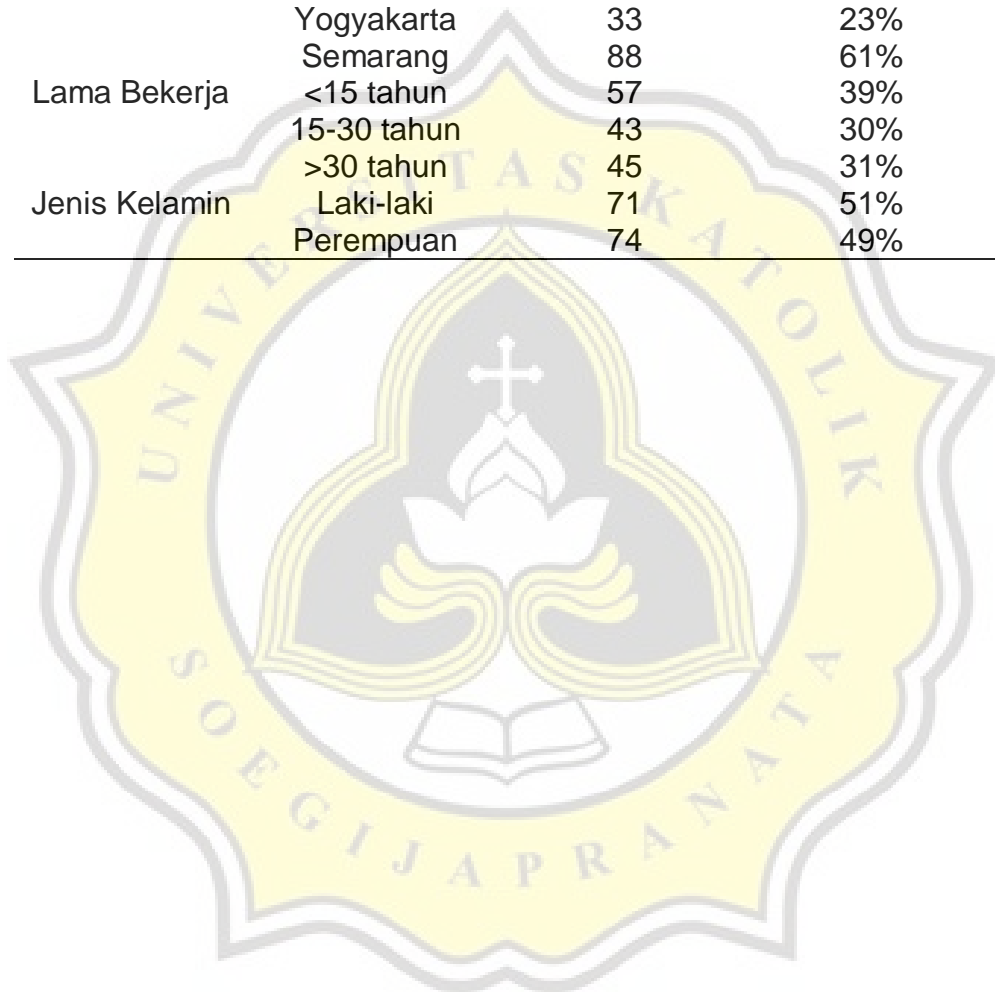 Yogyakarta 33 23%
Semarang 88 61%
Lama Bekerja <15 tahun 57 39%
15-30 tahun 43 30%
>30 tahun 45 31%
Jenis Kelamin Laki-laki 71 51%
Perempuan 74 49%
UNIVERSITAS KATOLIK
SOEGIJAPRANATA